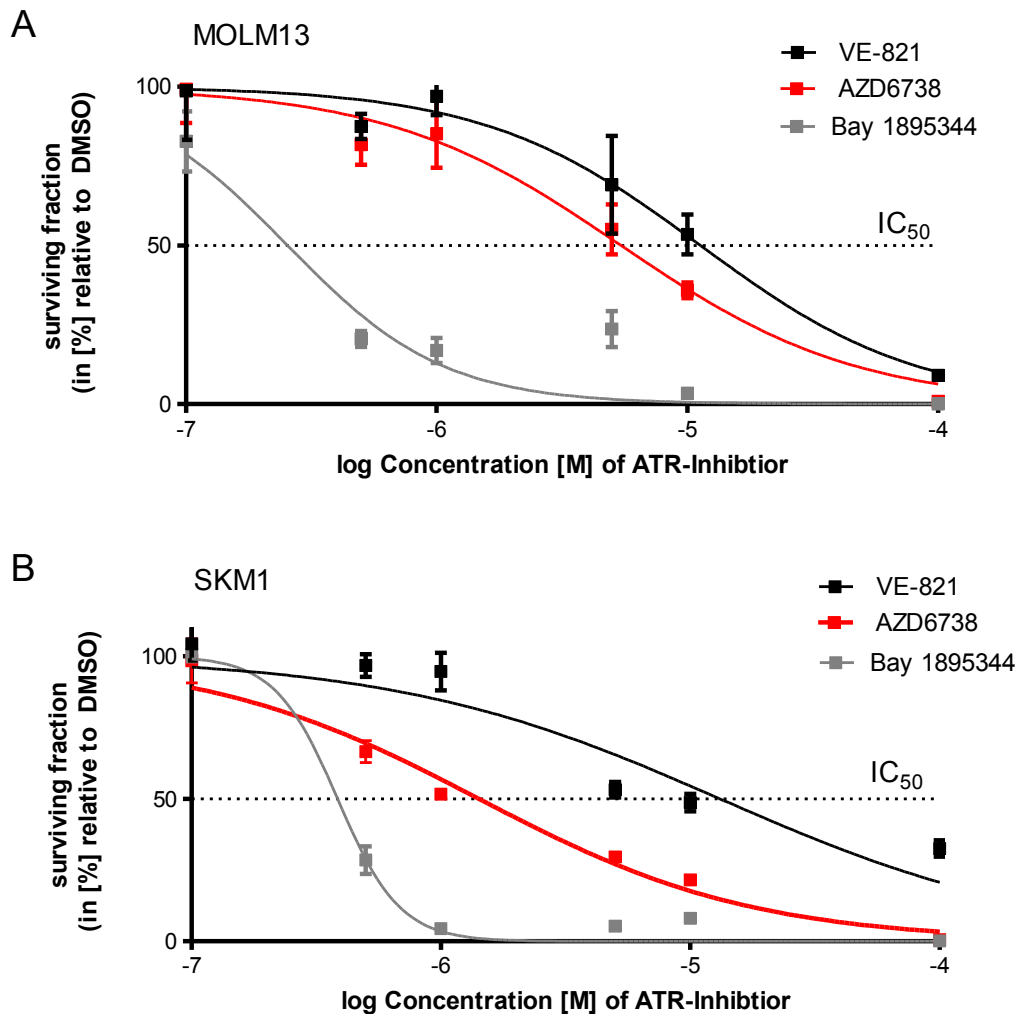 A
MOLM13
VE-821
AZD6738
Bay 1895344
100
50
0
IC50
surviving fraction
(in [%] relative to DMSO)
-7
-6
-5
-4
log Concentration [M] of ATR-Inhibtior
B
SKM1
VE-821
AZD6738
Bay 1895344
100
50
0
IC50
surviving fraction
(in [%] relative to DMSO)
-7
-6
-5
-4
log Concentration [M] of ATR-Inhibtior